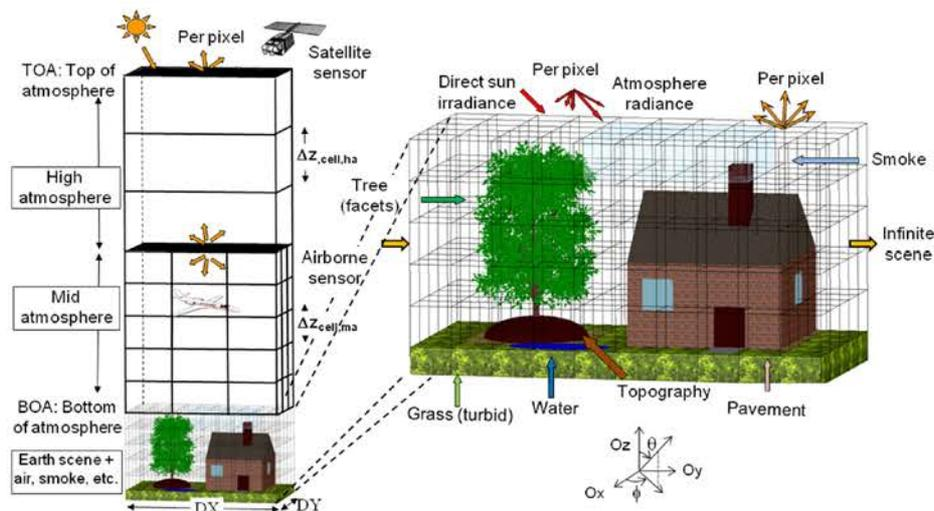 Per pixel
Satellite
sensor
TOA: Top of
atmosphere
Δz,cell,ha
High
atmosphere
Airborne
sensor
Mid
atmosphere
Δzcell,ma
BOA: Bottom
of atmosphere
Earth scene +
air, smoke, etc.
DX
DY
Direct sun
irradiance
Per pixel
Atmosphere
radiance
Per pixel
Smoke
Tree
(facets)
Infinite
scene
Grass (turbid)
Water
Topography
Pavement
Oz
θ
Oy
Ox
ϕ